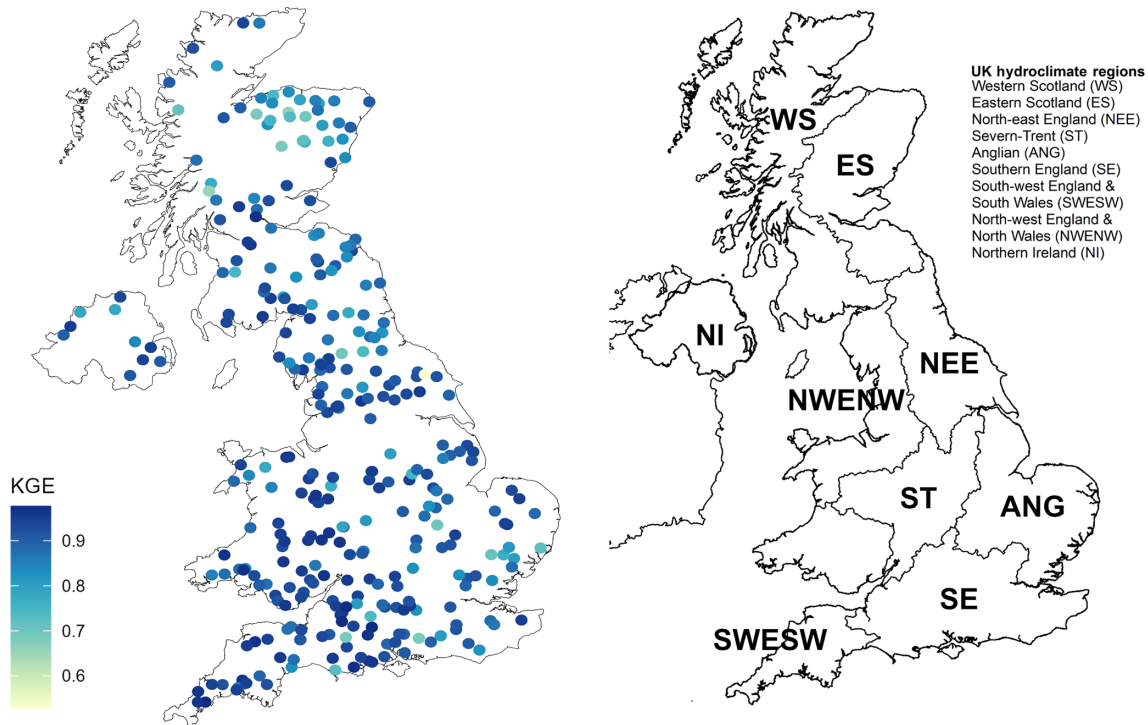 KGE
0.9
0.8
0.7
0.6
WS
ES
NI
NEE
NWENW
ST
ANG
SE
SWESW
UK hydroclimate regions
Western Scotland (WS)
Eastern Scotland (ES)
North-east England (NEE)
Severn-Trent (ST)
Anglian (ANG)
Southern England (SE)
South-west England &
South Wales (SWESW)
North-west England &
North Wales (NWENW)
Northern Ireland (NI)